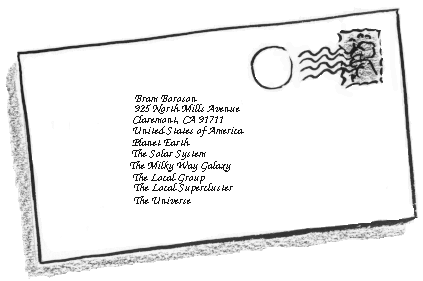 Bram Boroson
925 North Mills Avenue
Claremont, CA 91711
United States of America
Planet Earth
The Solar System
The Milky Way Galaxy
The Local Group
The Local Supercluster
The Universe